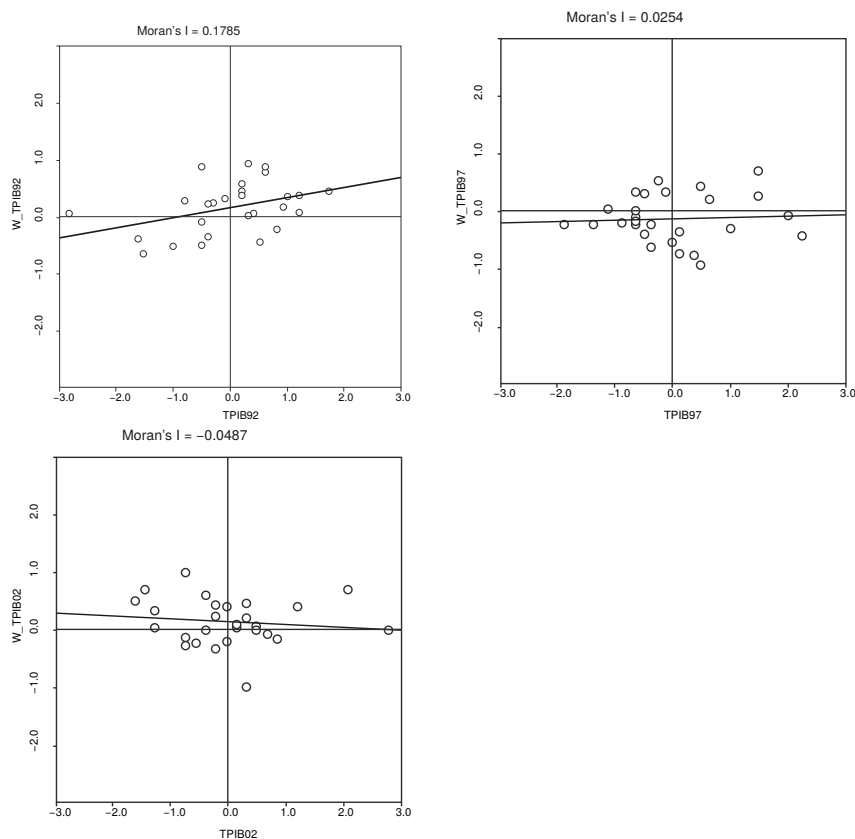 Moran's I = 0.1785
2.0
1.0
0.0
−1.0
−2.0
W_TPIB92
−3.0 −2.0 −1.0 0.0 1.0 2.0 3.0
TPIB92
Moran's I = 0.0254
2.0
1.0
0.0
−1.0
−2.0
W_TPIB97
−3.0 −2.0 −1.0 0.0 1.0 2.0 3.0
TPIB97
Moran's I = −0.0487
2.0
1.0
0.0
−1.0
−2.0
W_TPIB02
−3.0 −2.0 −1.0 0.0 1.0 2.0 3.0
TPIB02